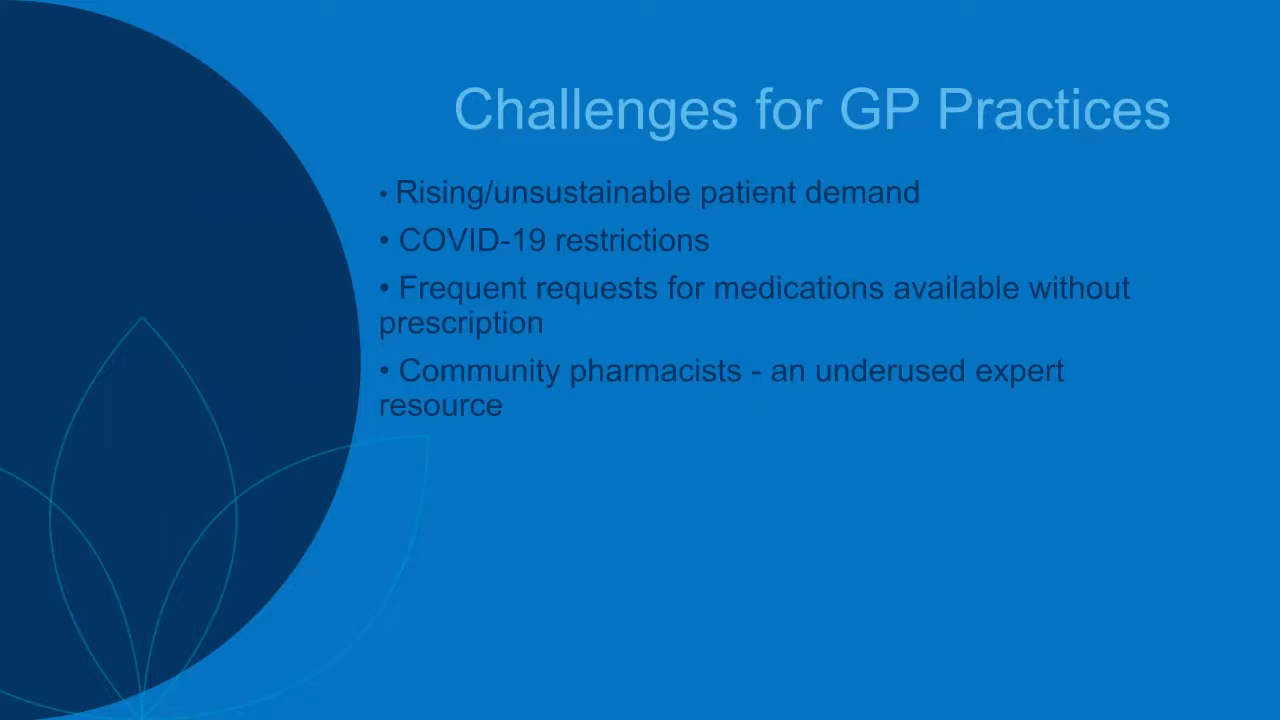 Challenges for GP Practices
• Rising/unsustainable patient demand
• COVID-19 restrictions
• Frequent requests for medications available without
prescription
• Community pharmacists - an underused expert
resource